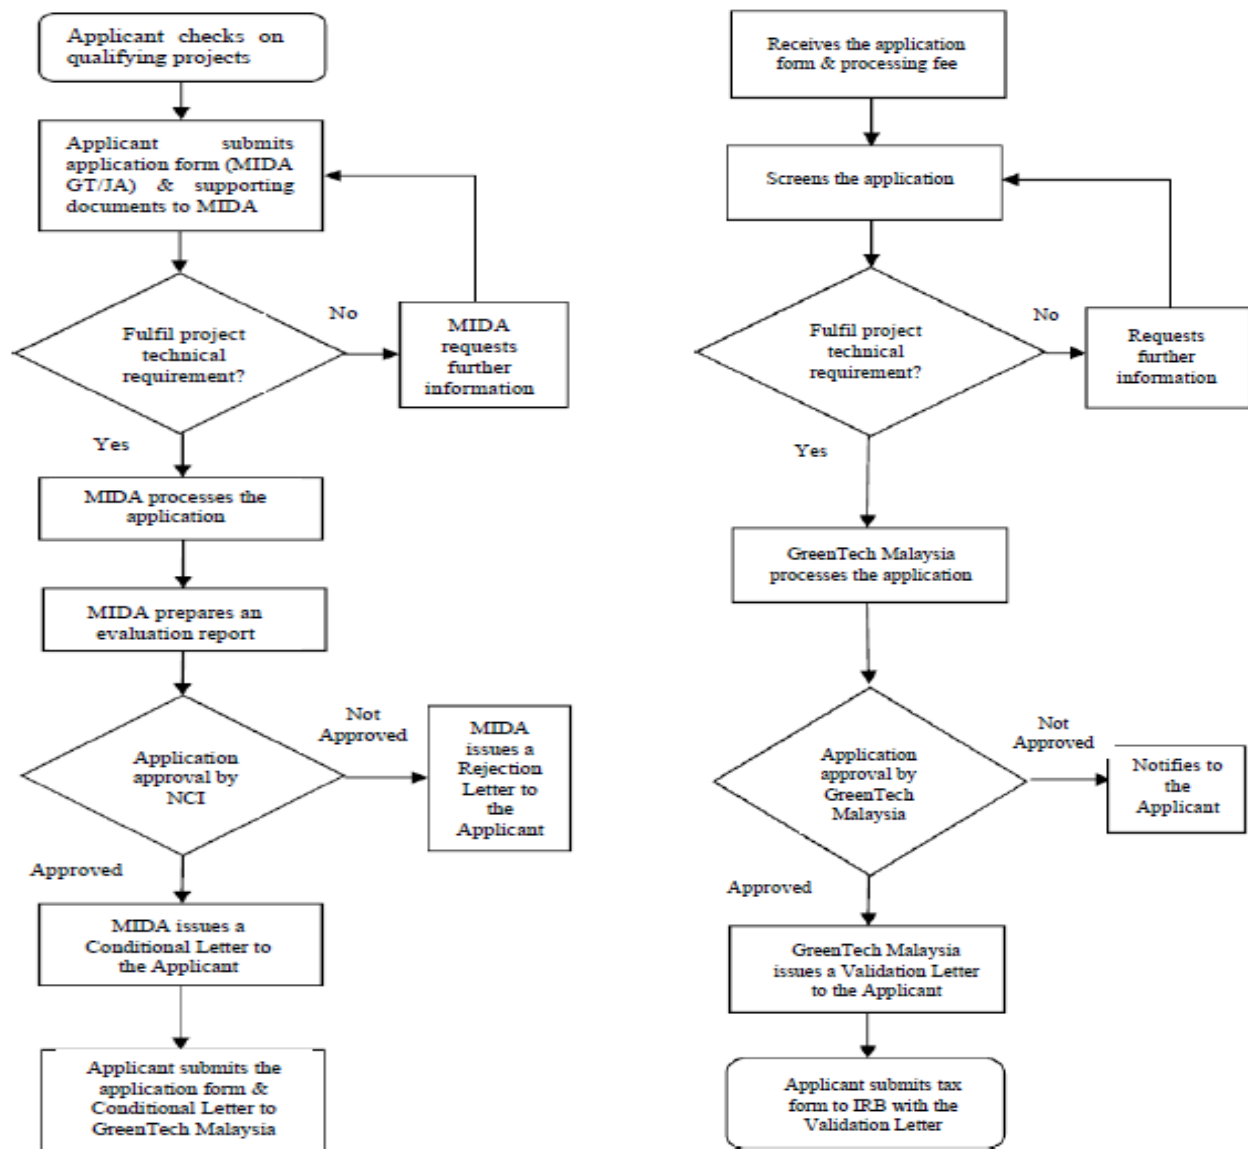 Applicant checks on
qualifying projects
Applicant submits
application form (MIDA
GT/JA) & supporting
documents to MIDA
Fulfil project
technical
requirement?
No
MIDA
requests
further
information
Yes
MIDA processes the
application
MIDA prepares an
evaluation report
Application
approval by
NCI
Not
Approved
MIDA
issues a
Rejection
Letter to
the
Applicant
Approved
MIDA issues a
Conditional Letter to
the Applicant
Applicant submits the
application form &
Conditional Letter to
GreenTech Malaysia
Receives the application
form & processing fee
Screens the application
Fulfil project
technical
requirement?
No
Requests
further
information
Yes
GreenTech Malaysia
processes the application
Application
approval by
GreenTech
Malaysia
Not
Approved
Notifies to
the
Applicant
Approved
GreenTech Malaysia
issues a Validation Letter
to the Applicant
Applicant submits tax
form to IRB with the
Validation Letter